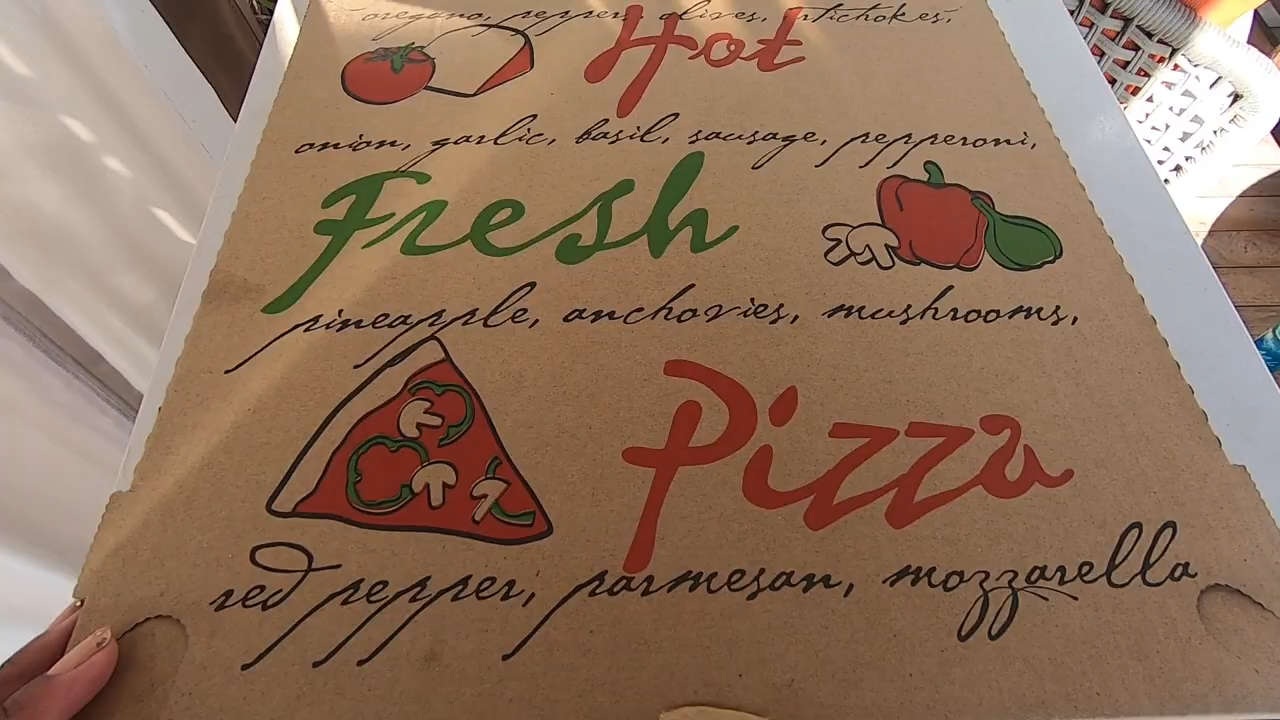 oregano, pepper, olives, artichokes,
Hot
onion, garlic, basil, sausage, pepperoni,
Fresh
pineapple, anchovies, mushrooms,
Pizza
red pepper, parmesan, mozzarella